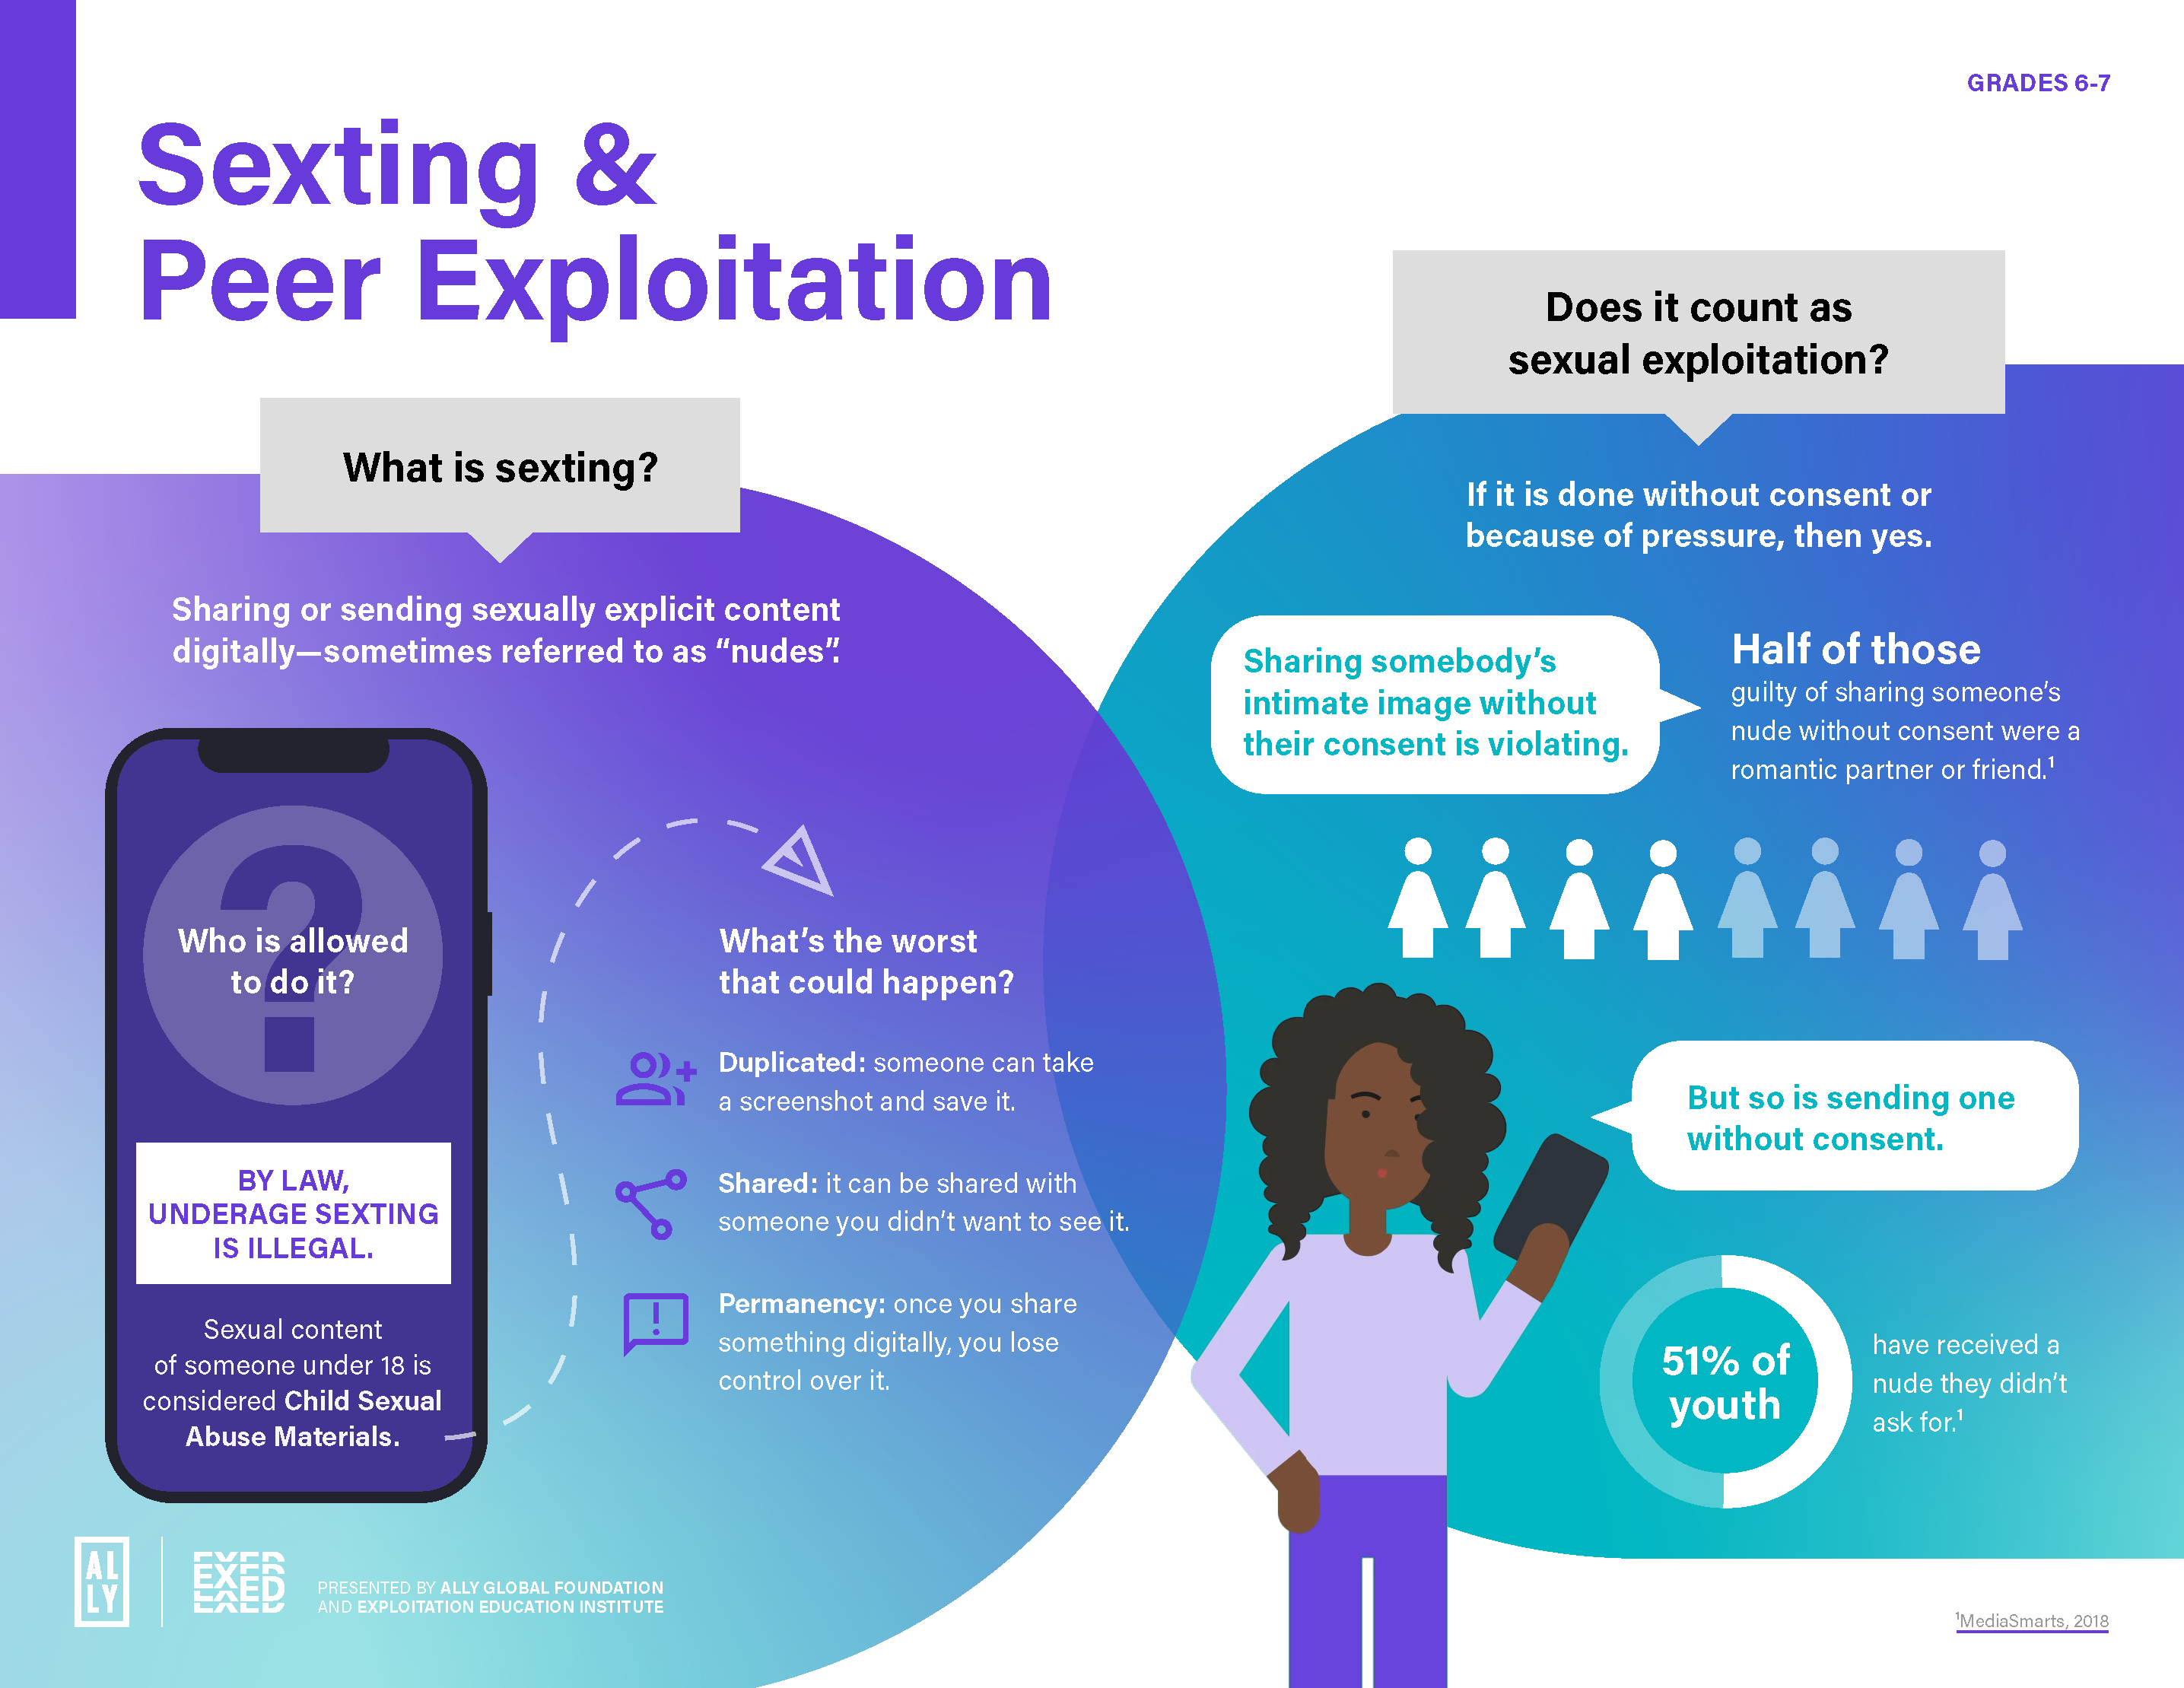 GRADES 6-7
Sexting &
Peer Exploitation
What is sexting?
Sharing or sending sexually explicit content
digitally—sometimes referred to as “nudes”.
Who is allowed
to do it?
?
BY LAW,
UNDERAGE SEXTING
IS ILLEGAL.
Sexual content
of someone under 18 is
considered Child Sexual
Abuse Materials.
What’s the worst
that could happen?
Duplicated: someone can take
a screenshot and save it.
Shared: it can be shared with
someone you didn’t want to see it.
Permanency: once you share
something digitally, you lose
control over it.
Does it count as
sexual exploitation?
If it is done without consent or
because of pressure, then yes.
Sharing somebody’s
intimate image without
their consent is violating.
Half of those
guilty of sharing someone’s
nude without consent were a
romantic partner or friend.¹
But so is sending one
without consent.
51% of
youth
have received a
nude they didn’t
ask for.¹
AL
LY
EXED
PRESENTED BY ALLY GLOBAL FOUNDATION
AND EXPLOITATION EDUCATION INSTITUTE
¹MediaSmarts, 2018